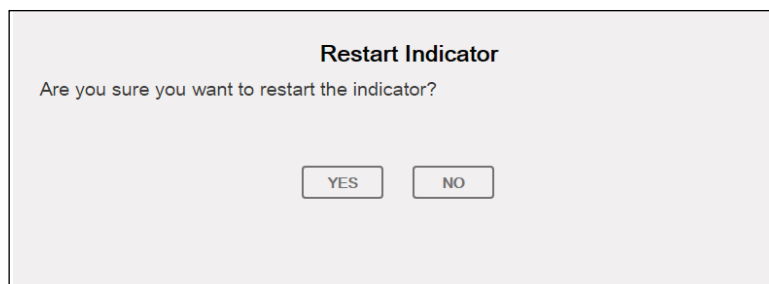 Restart Indicator
Are you sure you want to restart the indicator?
YES NO